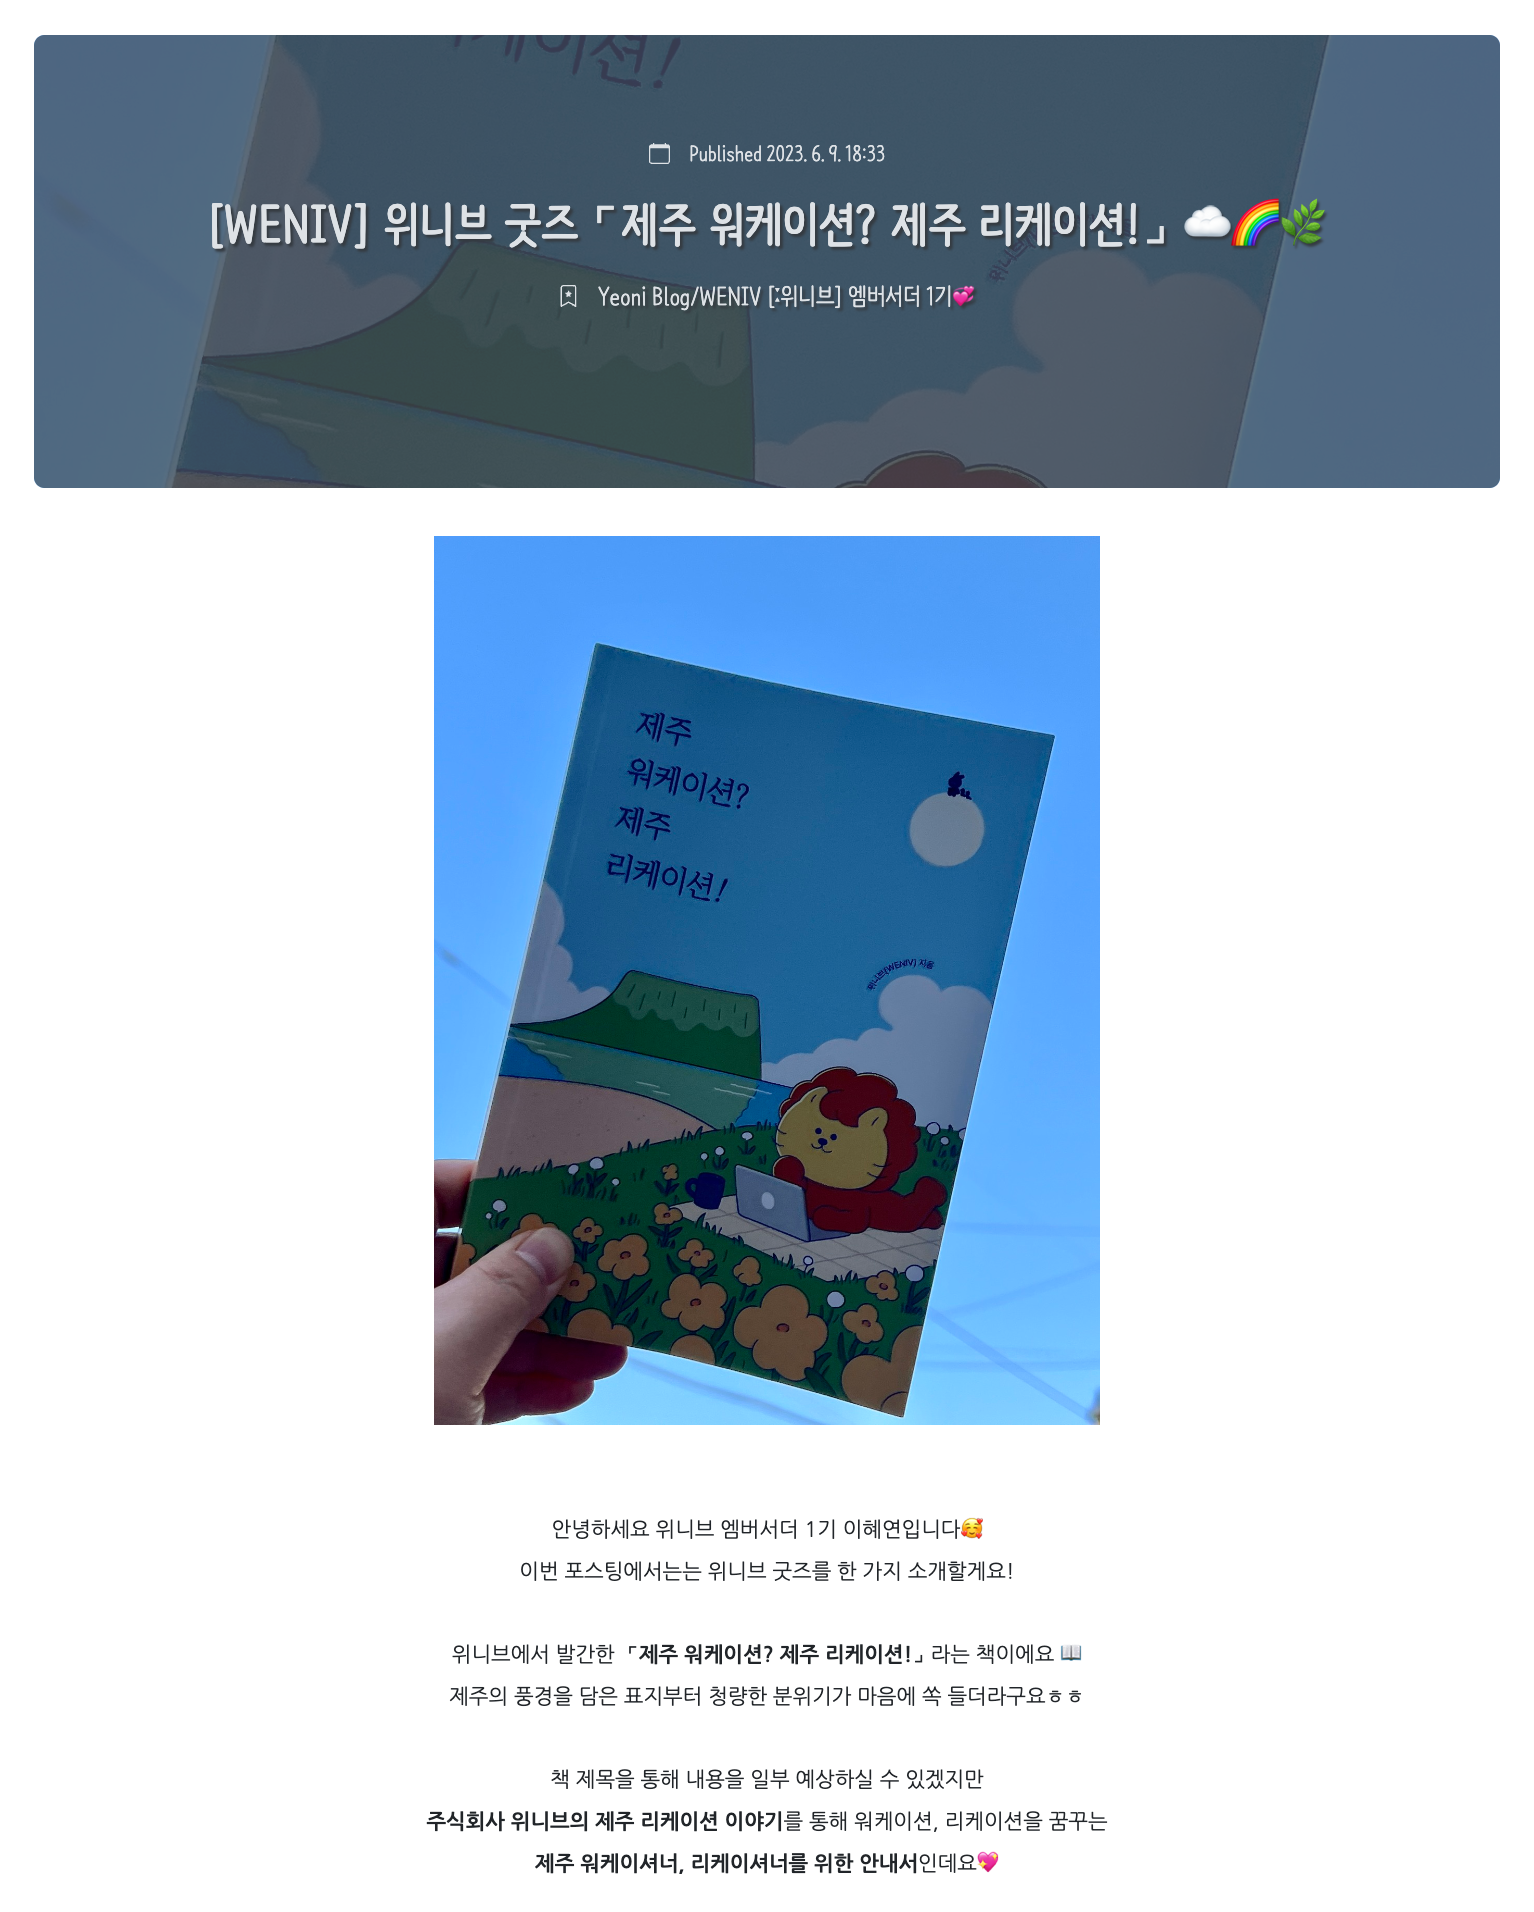 케이션!
Published 2023. 6. 9. 18:33
[WENIV] 위니브 굿즈 「제주 워케이션? 제주 리케이션!」 ☁️🌈🌿
위니브
Yeoni Blog/WENIV [:위니브] 엠버서더 1기💞
제주
워케이션?
제주
리케이션!
위니브[WENIV] 지음
안녕하세요 위니브 엠버서더 1기 이혜연입니다🥰
이번 포스팅에서는는 위니브 굿즈를 한 가지 소개할게요!
위니브에서 발간한 「제주 워케이션? 제주 리케이션!」라는 책이에요 📖
제주의 풍경을 담은 표지부터 청량한 분위기가 마음에 쏙 들더라구요ㅎㅎ
책 제목을 통해 내용을 일부 예상하실 수 있겠지만
주식회사 위니브의 제주 리케이션 이야기를 통해 워케이션, 리케이션을 꿈꾸는
제주 워케이셔너, 리케이셔너를 위한 안내서인데요💖